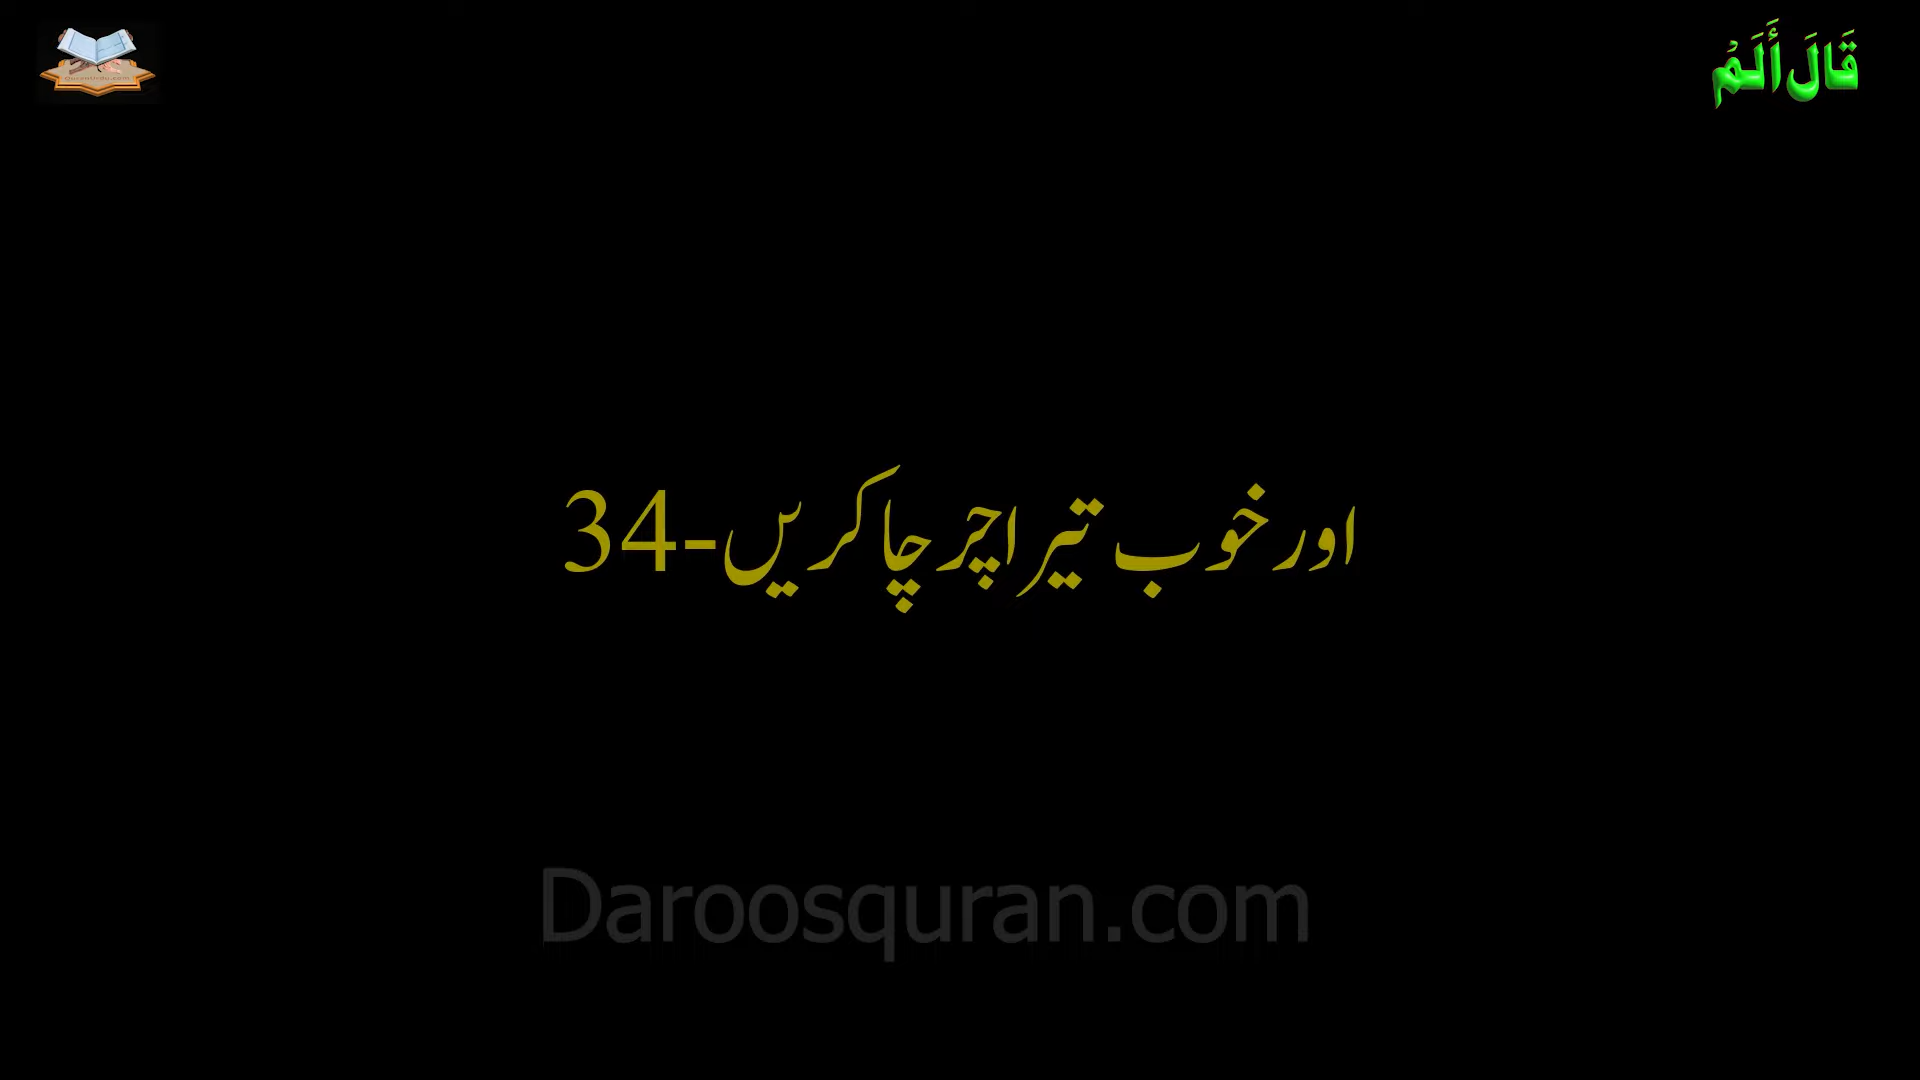 قَالَ أَلَمْ
اور خوب تیرا چرچا کریں-34
Daroosquran.com